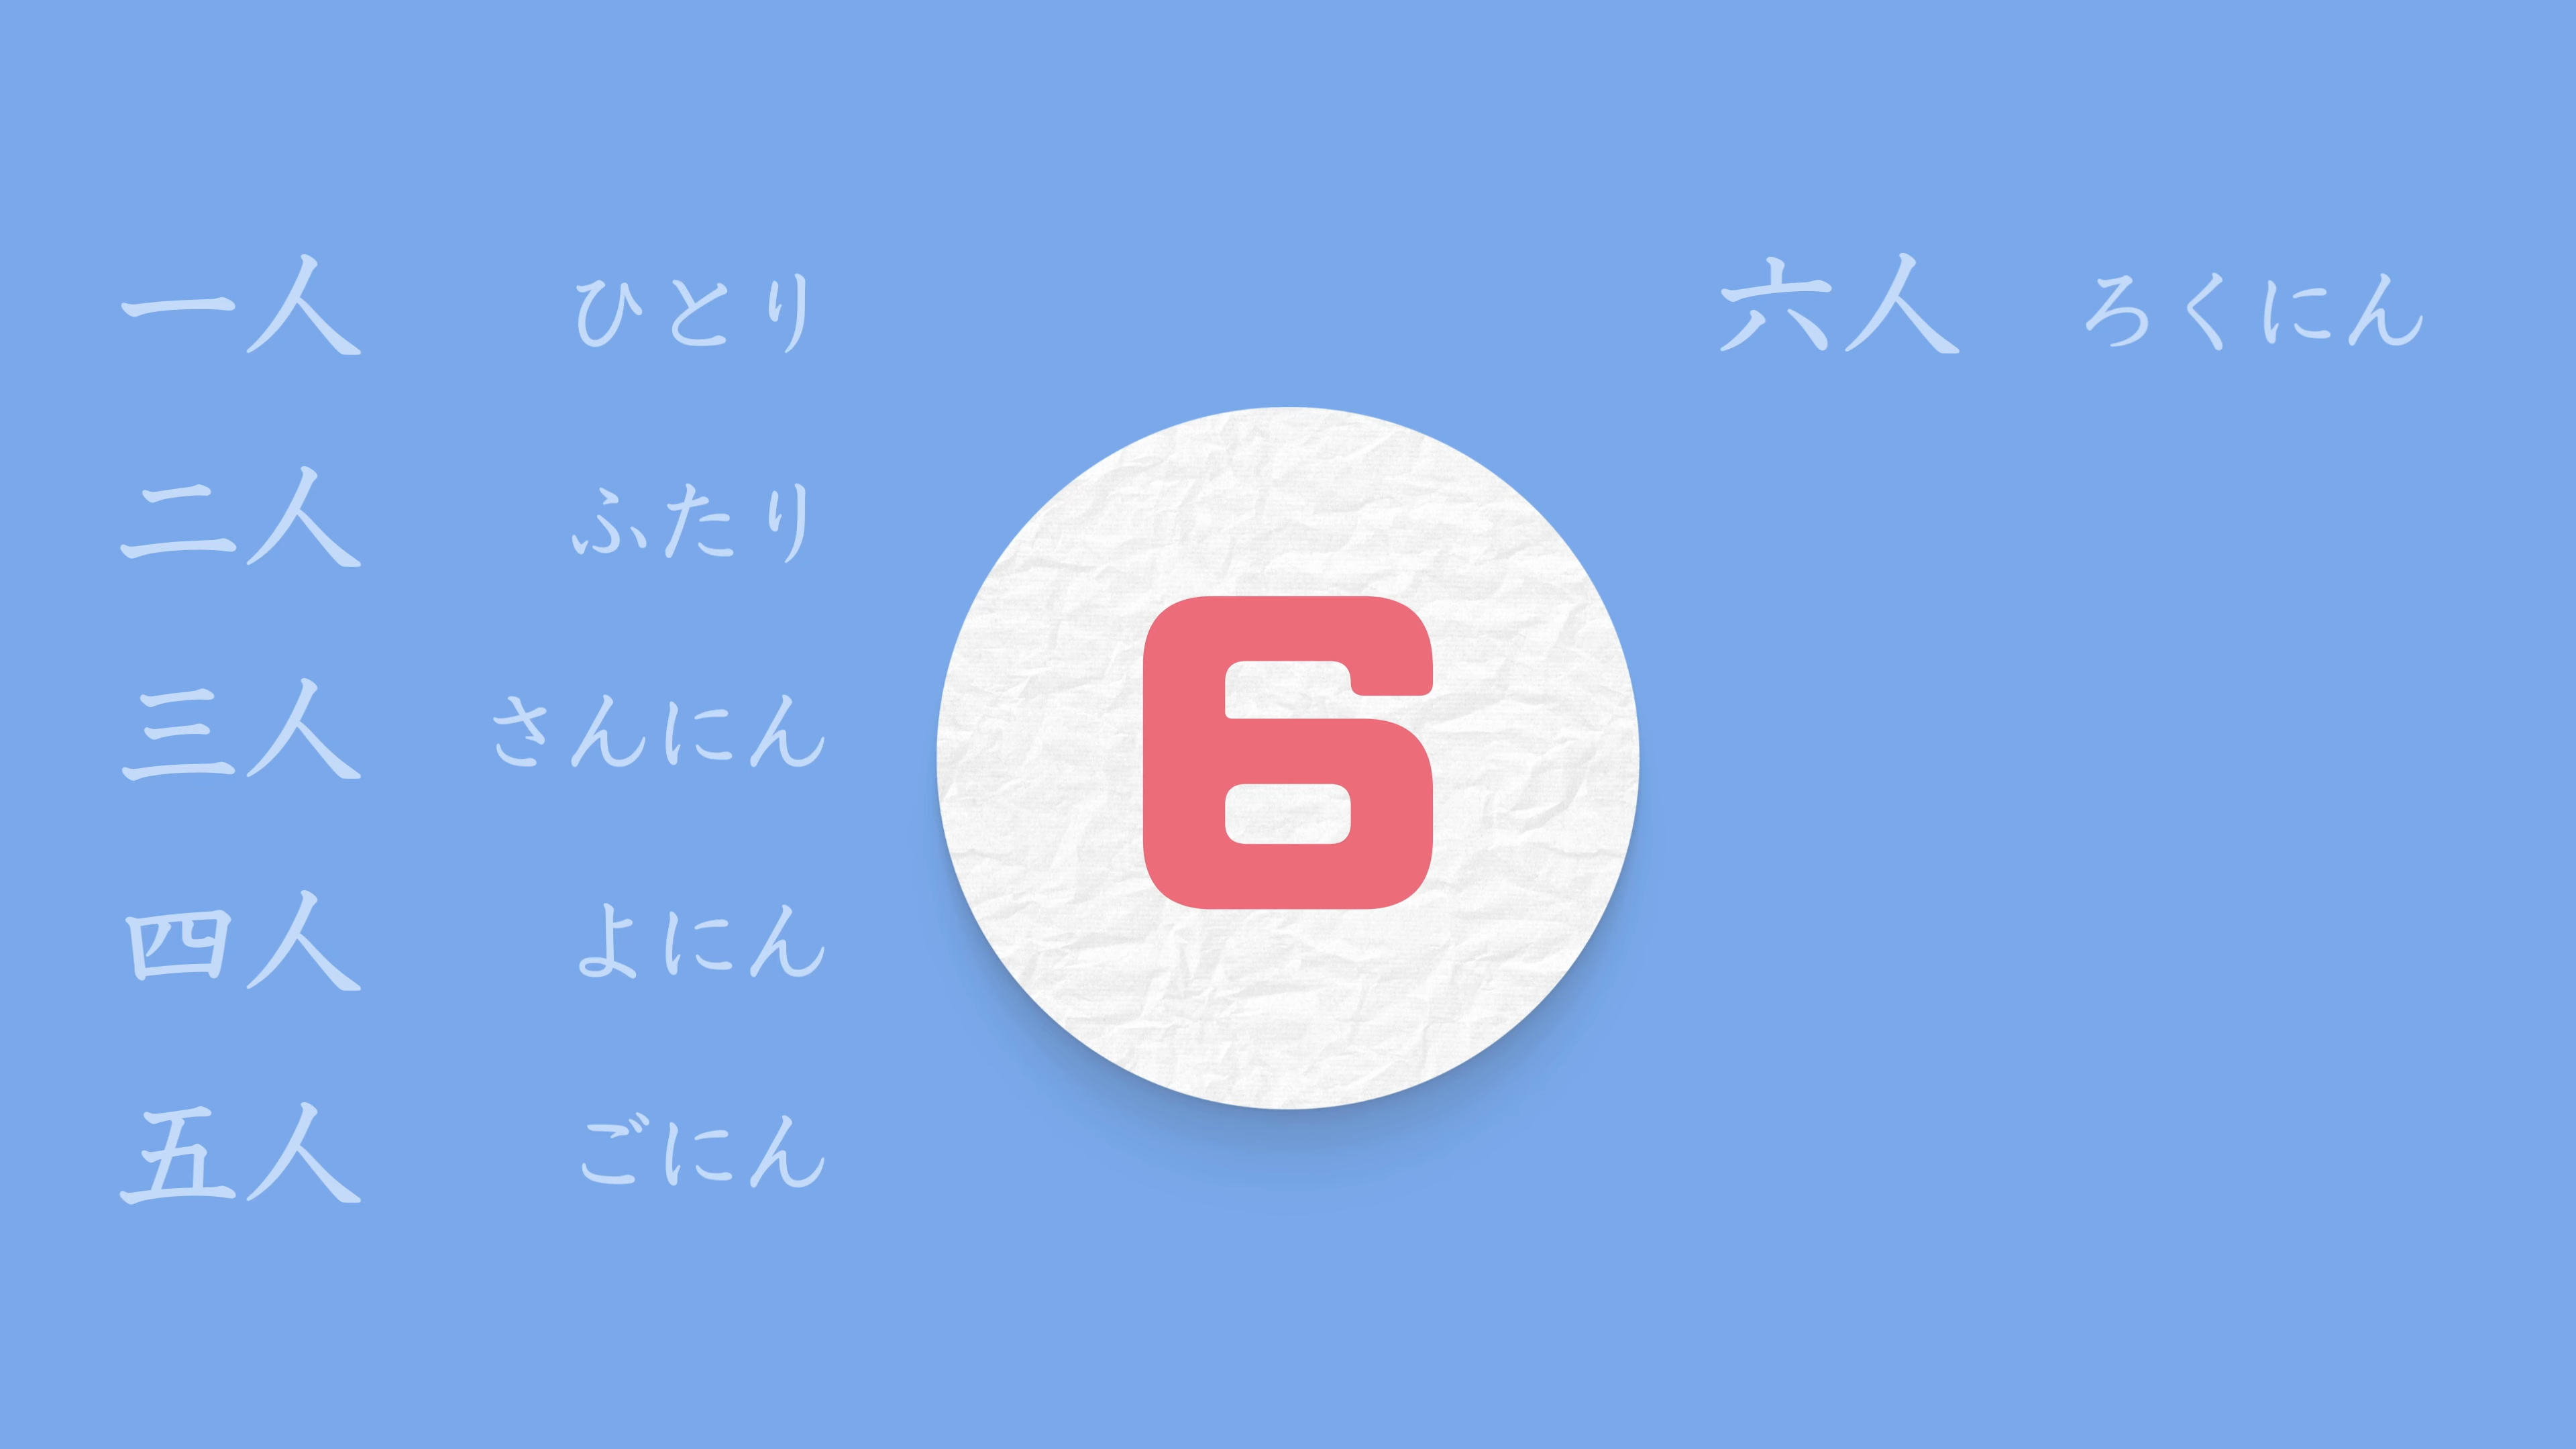 一人 ひとり
二人 ふたり
三人 さんにん
四人 よにん
五人 ごにん
6
六人 ろくにん